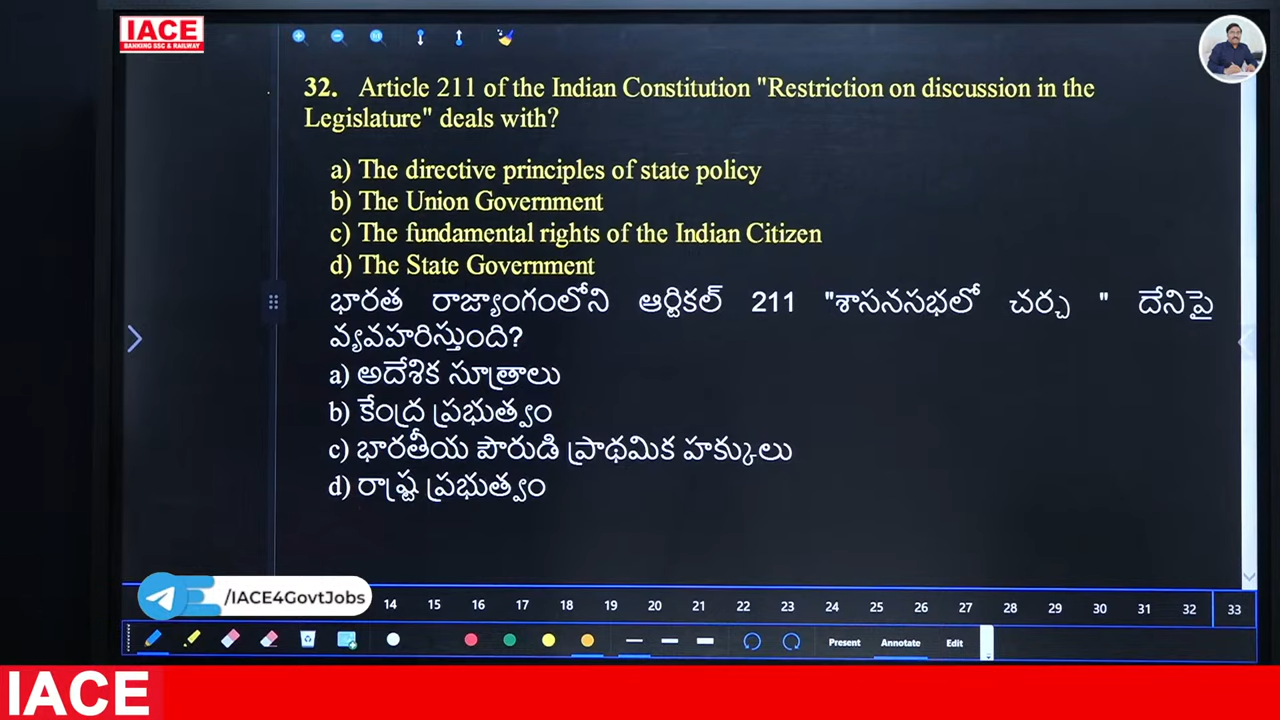 IACE
BANKING SSC & RAILWAY
32. Article 211 of the Indian Constitution "Restriction on discussion in the
Legislature" deals with?
a) The directive principles of state policy
b) The Union Government
c) The fundamental rights of the Indian Citizen
d) The State Government
భారత రాజ్యాంగంలోని ఆర్టికల్ 211 "శాసనసభలో చర్చ " దేనిపై
వ్యవహరిస్తుంది?
a) అదేశిక సూత్రాలు
b) కేంద్ర ప్రభుత్వం
c) భారతీయ పౌరుడి ప్రాథమిక హక్కులు
d) రాష్ట్ర ప్రభుత్వం
/IACE4GovtJobs
14 15 16 17 18 19 20 21 22 23 24 25 26 27 28 29 30 31 32 33
Present Annotate Edit
IACE